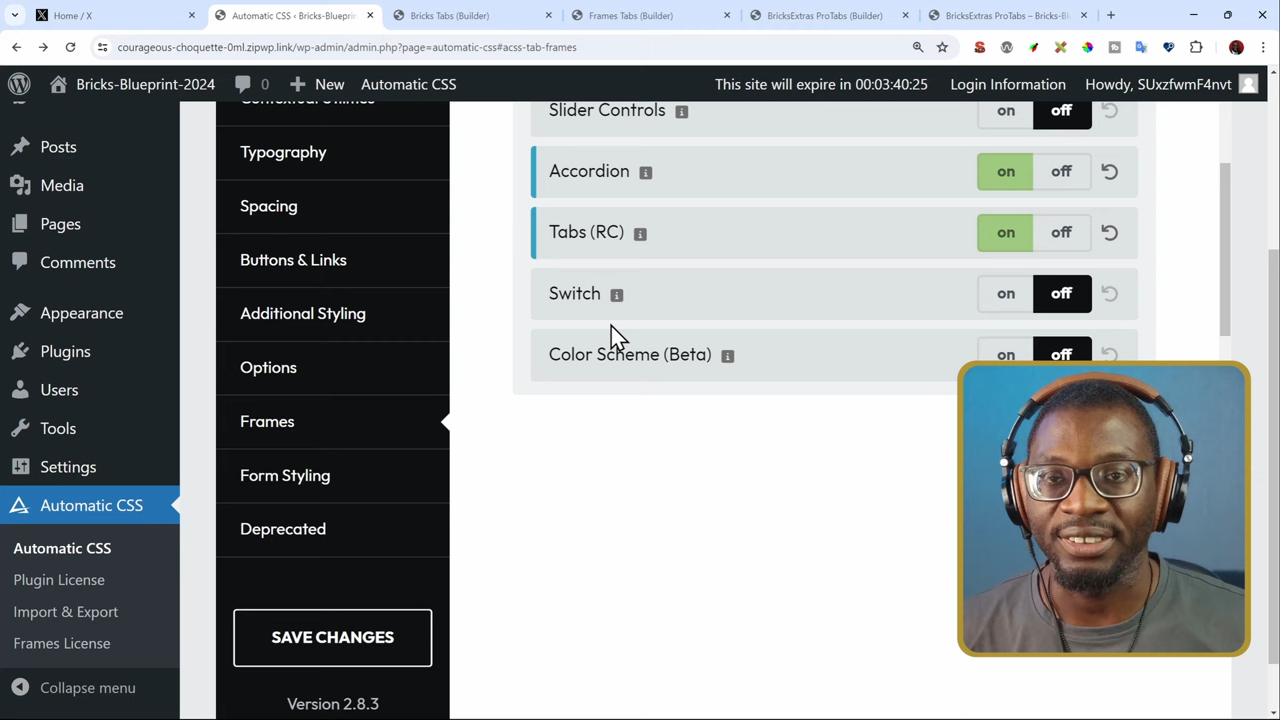 Home / X
Automatic CSS ‹ Bricks-Blueprin
Bricks Tabs (Builder)
Frames Tabs (Builder)
BricksExtras ProTabs (Builder)
BricksExtras ProTabs – Bricks-Bl
courageous-choquette-0ml.zipwp.link/wp-admin/admin.php?page=automatic-css#acss-tab-frames
Bricks-Blueprint-2024
0
New
Automatic CSS
This site will expire in 00:03:40:25
Login Information
Howdy, SUxzfwmF4nvt
Posts
Media
Pages
Comments
Appearance
Plugins
Users
Tools
Settings
Automatic CSS
Automatic CSS
Plugin License
Import & Export
Frames License
Collapse menu
Contextual Utilities
Typography
Spacing
Buttons & Links
Additional Styling
Options
Frames
Form Styling
Deprecated
SAVE CHANGES
Version 2.8.3
Slider Controls
on off
Accordion
on off
Tabs (RC)
on off
Switch
on off
Color Scheme (Beta)
on off